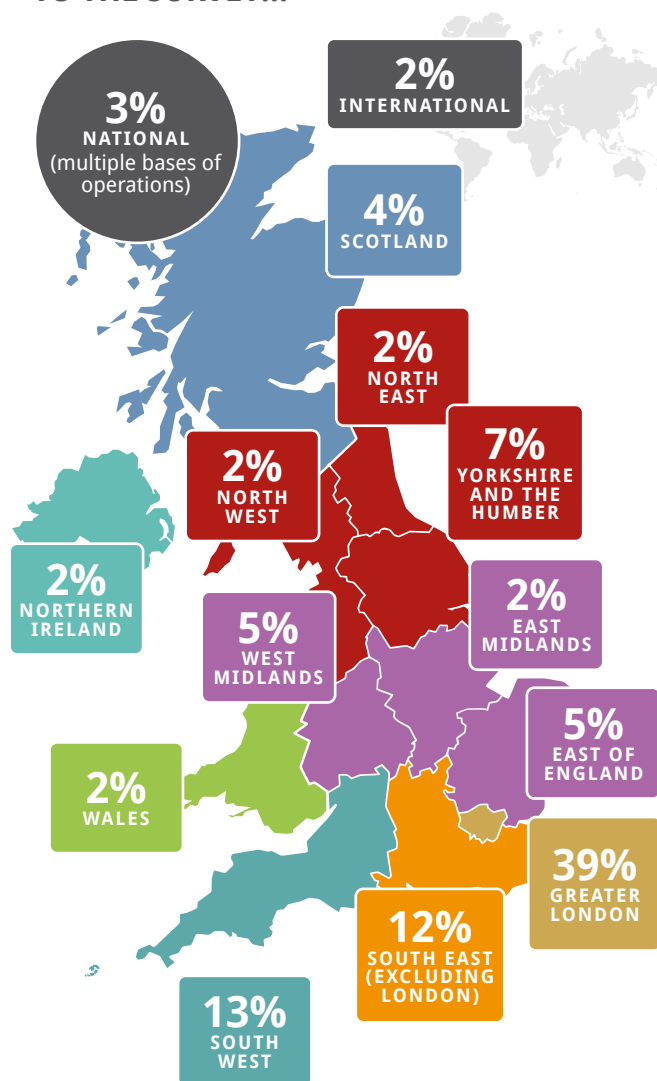 3%
NATIONAL
(multiple bases of
operations)
2%
INTERNATIONAL
4%
SCOTLAND
2%
NORTH
EAST
7%
YORKSHIRE
AND THE
HUMBER
2%
NORTH
WEST
2%
NORTHERN
IRELAND
5%
WEST
MIDLANDS
2%
EAST
MIDLANDS
5%
EAST OF
ENGLAND
2%
WALES
39%
GREATER
LONDON
12%
SOUTH EAST
(EXCLUDING
LONDON)
13%
SOUTH
WEST